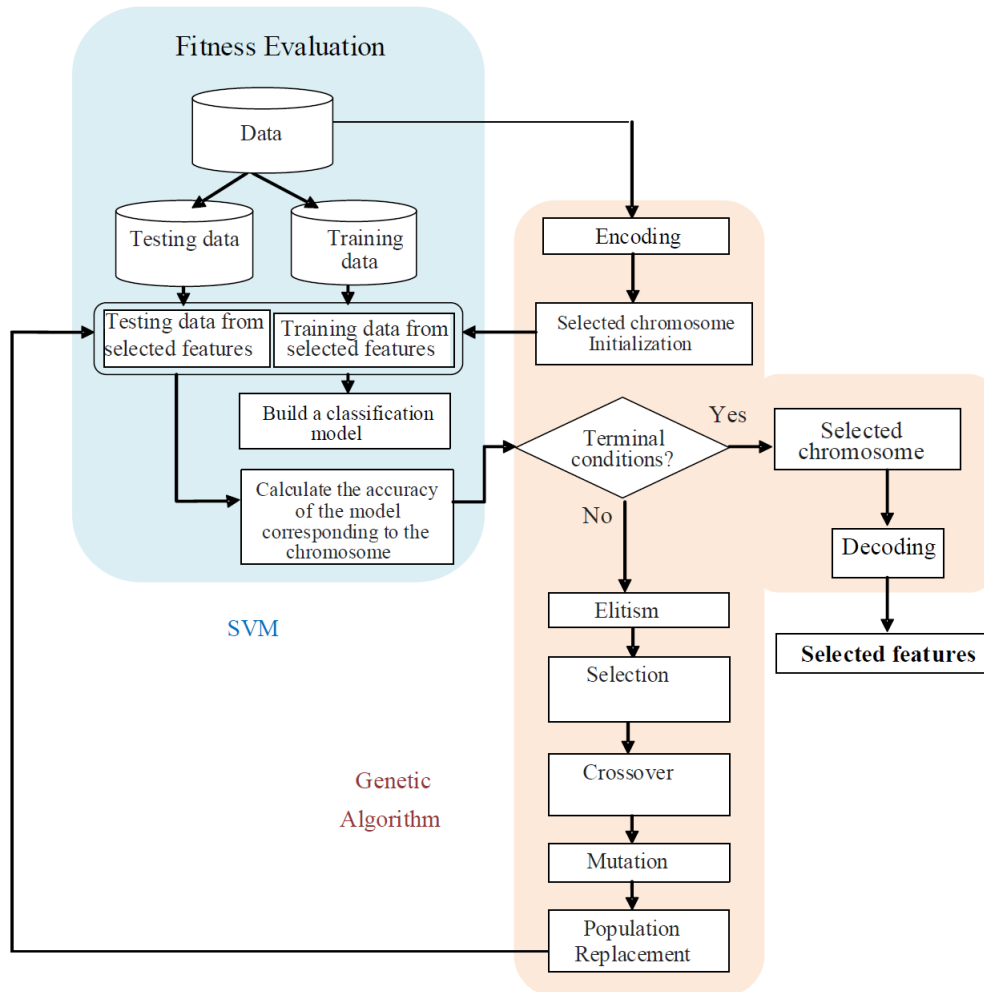 Fitness Evaluation
Data
Testing data
Training
data
Encoding
Testing data from
selected features
Training data from
selected features
Selected chromosome
Initialization
Build a classification
model
Terminal
conditions?
Yes
No
Selected
chromosome
Calculate the accuracy
of the model
corresponding to the
chromosome
Decoding
Selected features
SVM
Elitism
Selection
Crossover
Genetic
Algorithm
Mutation
Population
Replacement